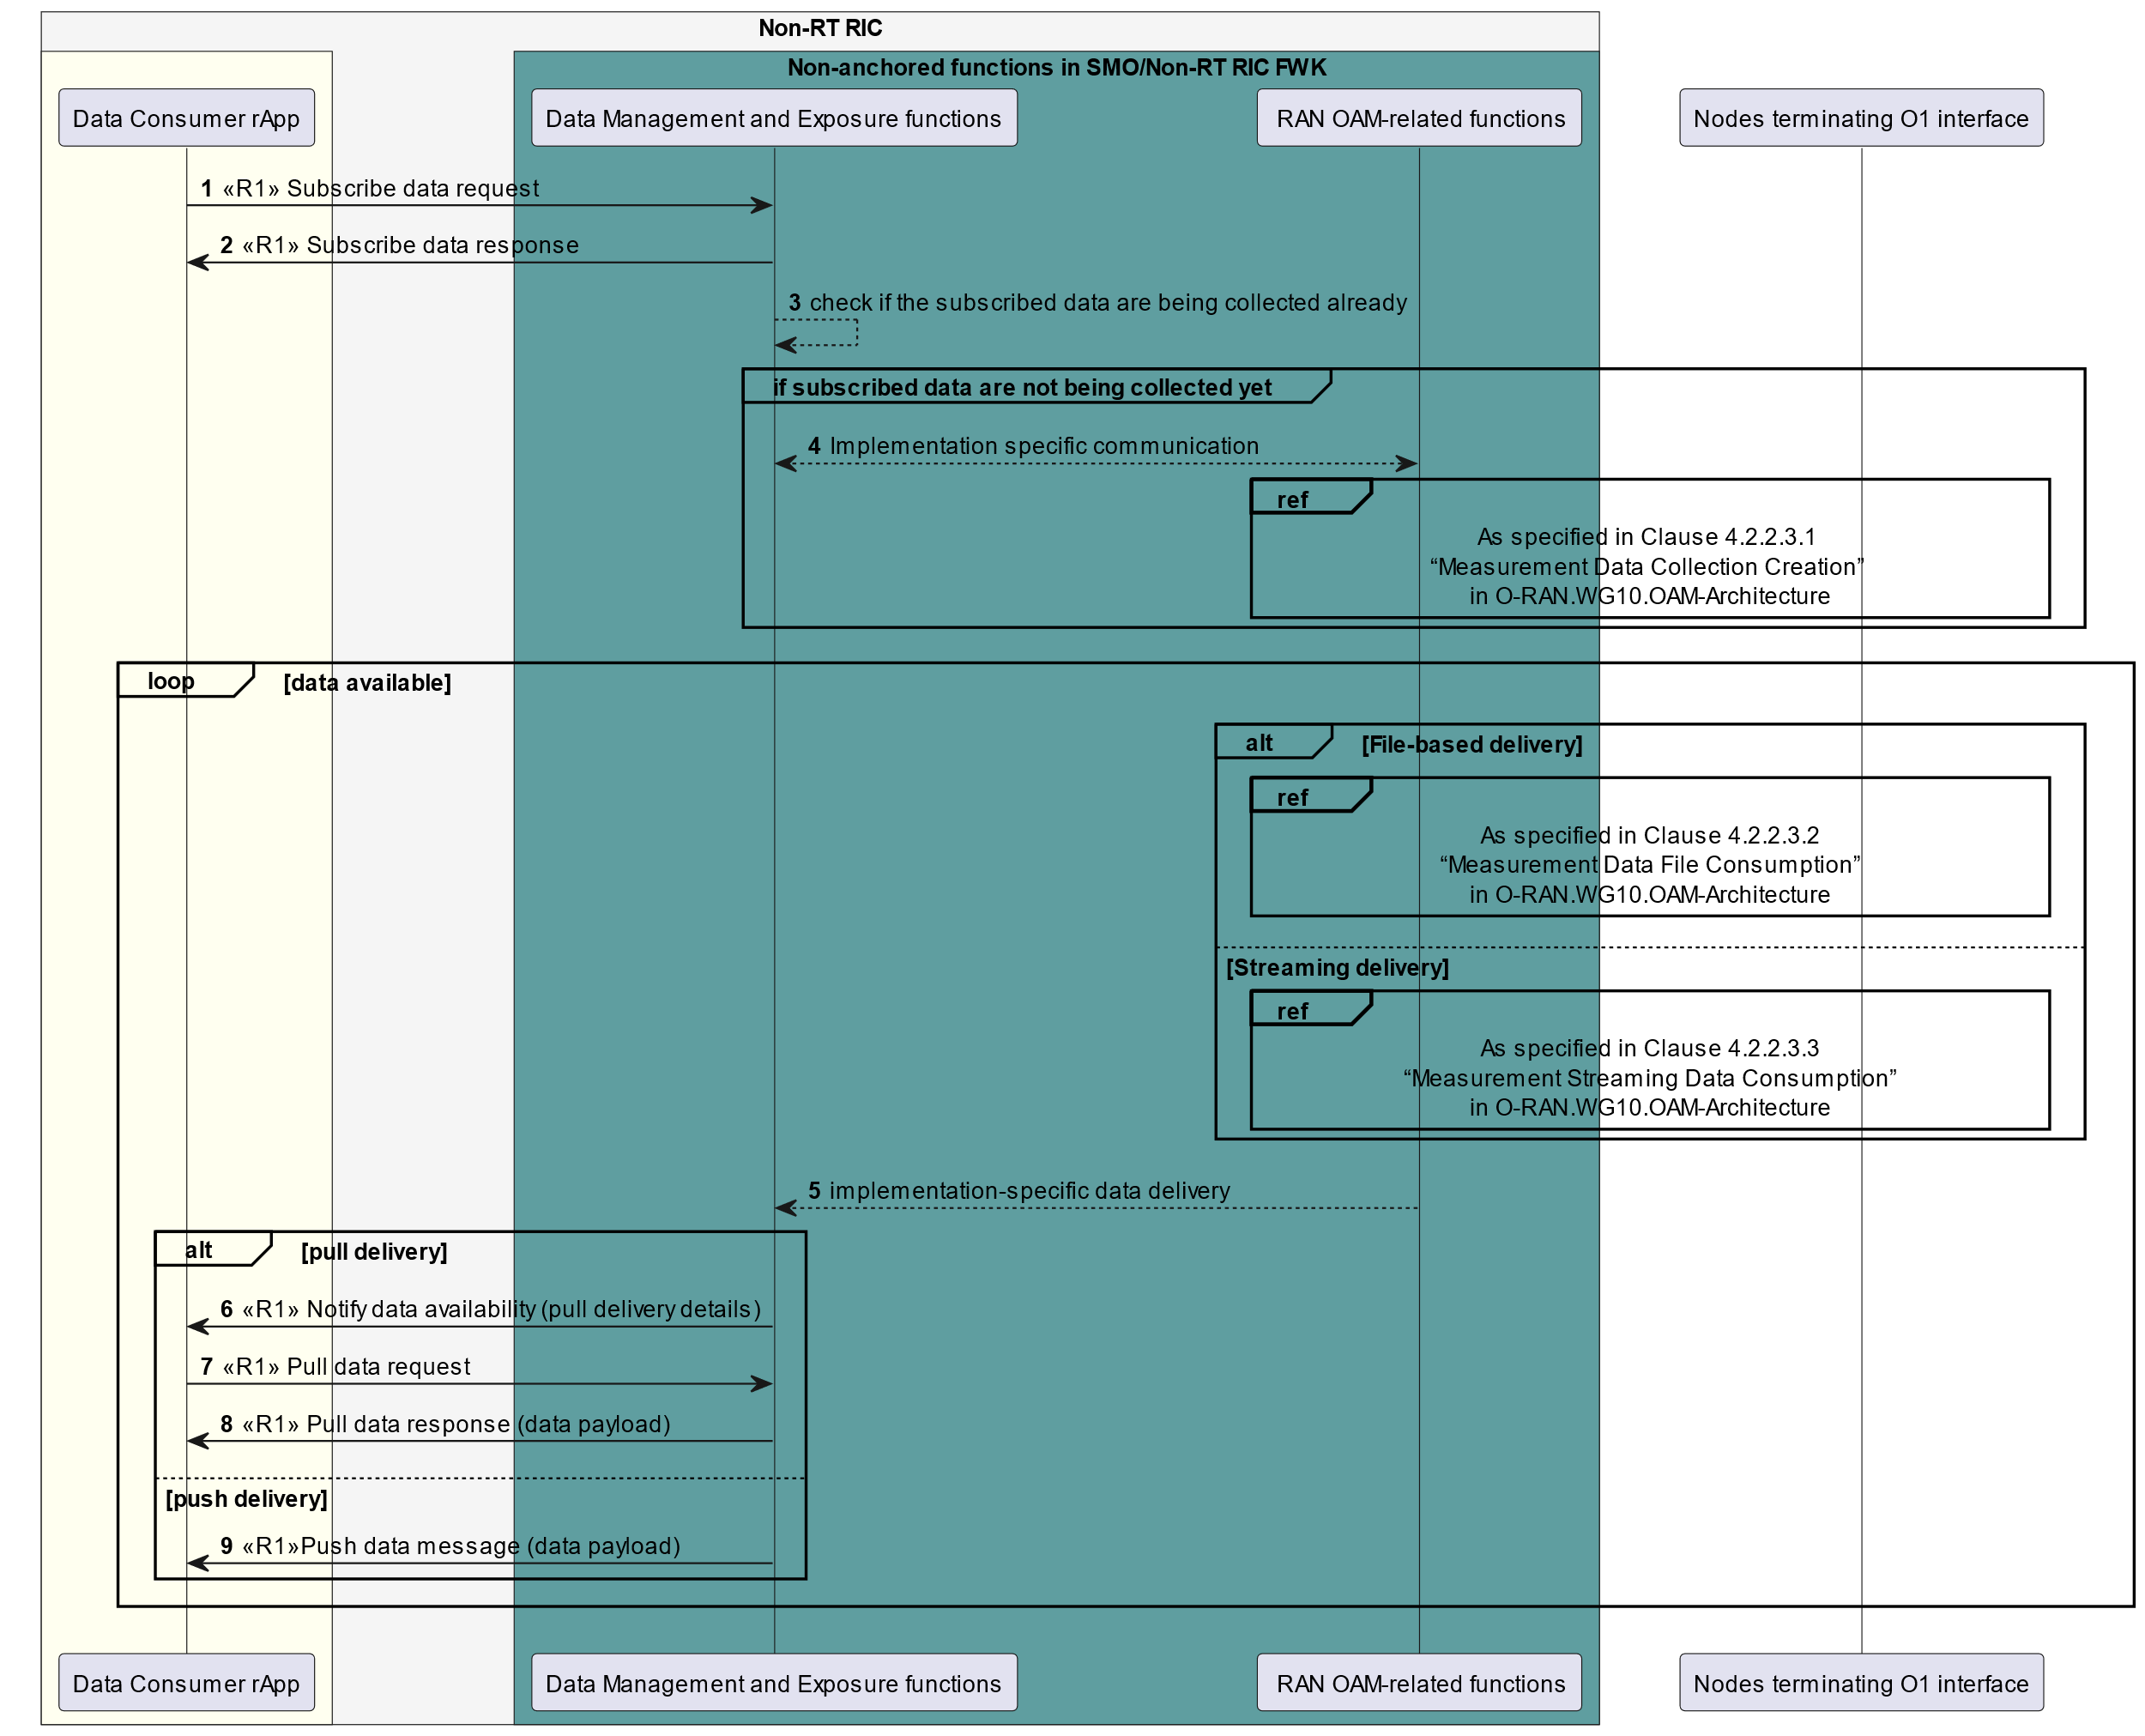 Non-RT RIC
Non-anchored functions in SMO/Non-RT RIC FWK
Data Consumer rApp
Data Management and Exposure functions
RAN OAM-related functions
Nodes terminating O1 interface
1 «R1» Subscribe data request
2 «R1» Subscribe data response
3 check if the subscribed data are being collected already
if subscribed data are not being collected yet
4 Implementation specific communication
ref
As specified in Clause 4.2.2.3.1
“Measurement Data Collection Creation”
in O-RAN.WG10.OAM-Architecture
loop [data available]
alt [File-based delivery]
ref
As specified in Clause 4.2.2.3.2
“Measurement Data File Consumption”
in O-RAN.WG10.OAM-Architecture
[Streaming delivery]
ref
As specified in Clause 4.2.2.3.3
“Measurement Streaming Data Consumption”
in O-RAN.WG10.OAM-Architecture
5 implementation-specific data delivery
alt [pull delivery]
6 «R1» Notify data availability (pull delivery details)
7 «R1» Pull data request
8 «R1» Pull data response (data payload)
[push delivery]
9 «R1»Push data message (data payload)
Data Consumer rApp
Data Management and Exposure functions
RAN OAM-related functions
Nodes terminating O1 interface